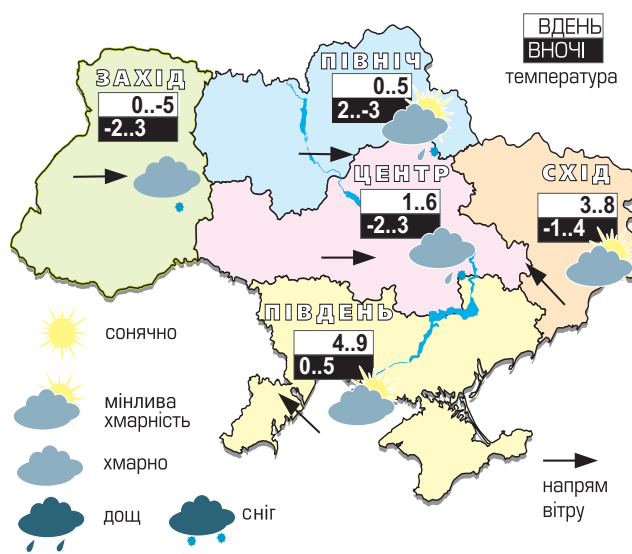 ВДЕНЬ
ВНОЧІ
температура
ЗАХІД
0..-5
-2..3
ПІВНІЧ
0..5
2..-3
ЦЕНТР
1..6
-2..3
СХІД
3..8
-1..4
ПІВДЕНЬ
4..9
0..5
сонячно
мінлива
хмарність
хмарно
дощ
сніг
напрям
вітру